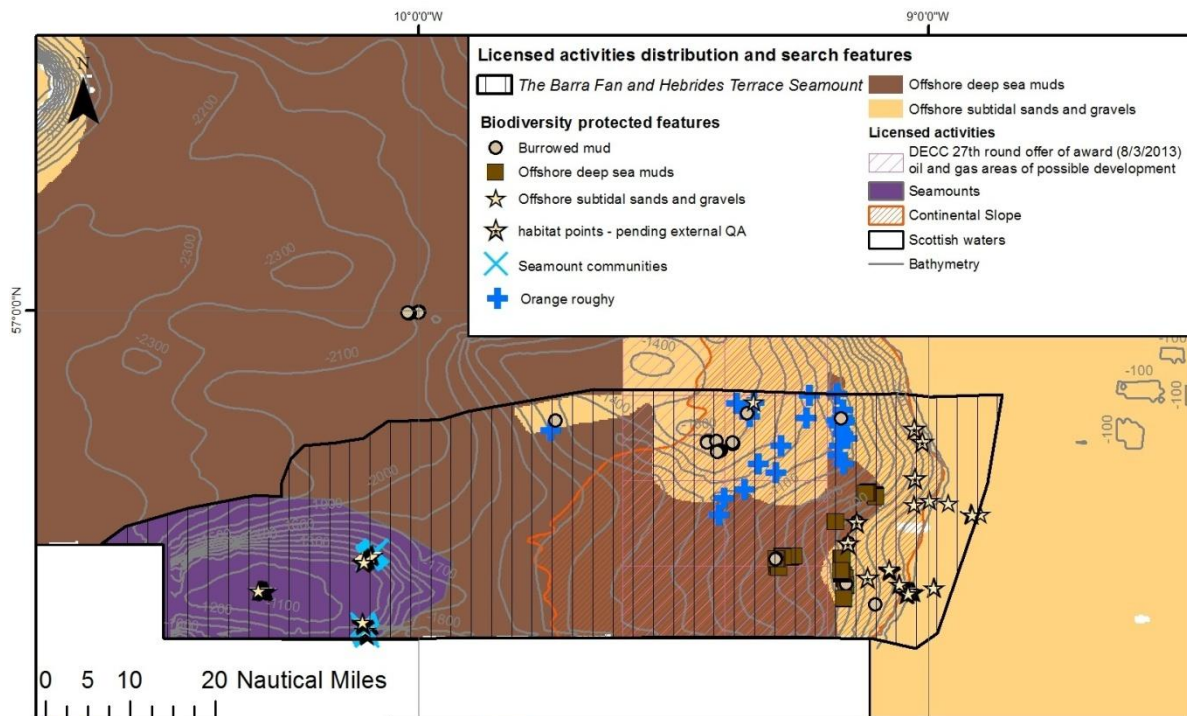 10°0'0"W
9°0'0"W
57°0'0"N
N
Licensed activities distribution and search features
The Barra Fan and Hebrides Terrace Seamount
Biodiversity protected features
Burrowed mud
Offshore deep sea muds
Offshore subtidal sands and gravels
habitat points - pending external QA
Seamount communities
Orange roughy
Offshore deep sea muds
Offshore subtidal sands and gravels
Licensed activities
DECC 27th round offer of award (8/3/2013)
oil and gas areas of possible development
Seamounts
Continental Slope
Scottish waters
Bathymetry
-2200
-2300
-2300
-2300
-2100
-1400
-100
-100
-100
-2000
-1700
-1200
-1100
-1800
0 5 10 20 Nautical Miles